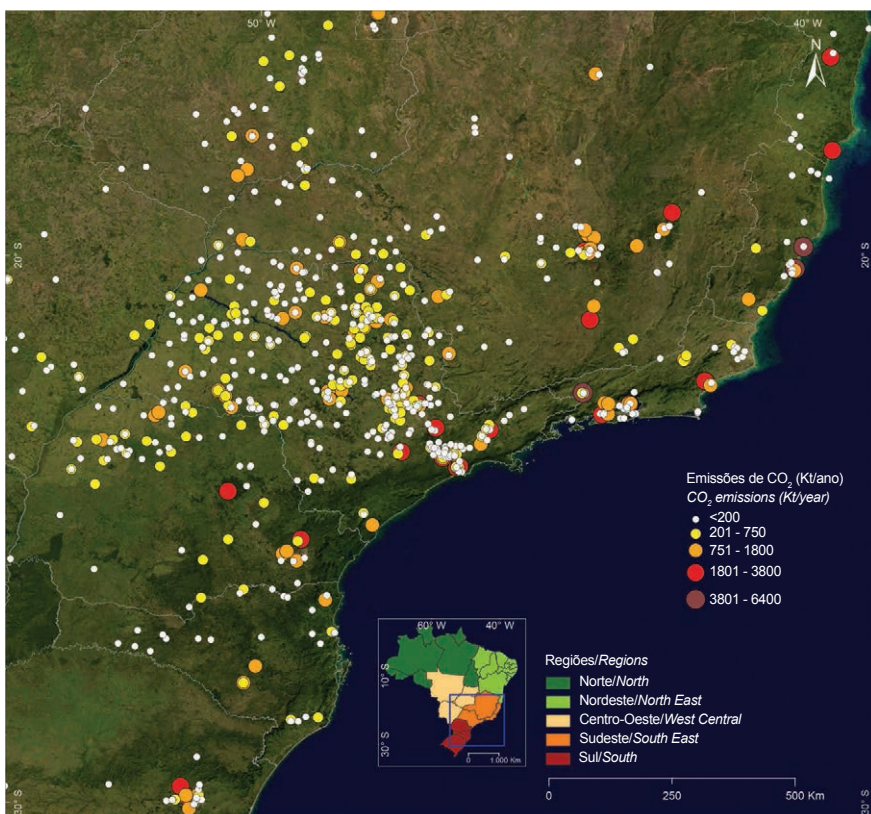 50° W
40° W
N
20° S
20° S
Emissões de CO₂ (Kt/ano)
CO₂ emissions (Kt/year)
<200
201 - 750
751 - 1800
1801 - 3800
3801 - 6400
60° W
40° W
10° S
30° S
0
1.000 Km
Regiões/Regions
Norte/North
Nordeste/North East
Centro-Oeste/West Central
Sudeste/South East
Sul/South
0
250
500 Km
30° S
30° S